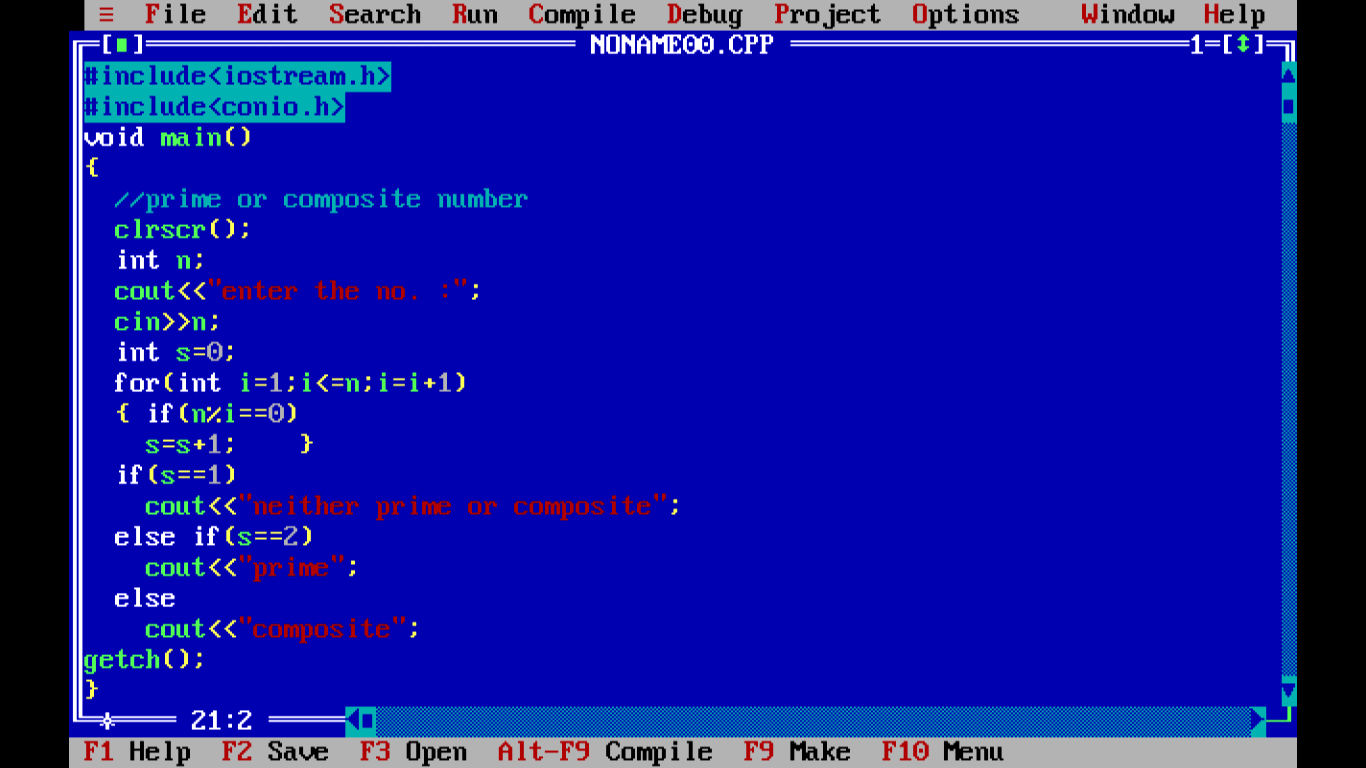 ≡ File Edit Search Run Compile Debug Project Options Window Help
[■] NONAME00.CPP 1=[↕]
#include<iostream.h>
#include<conio.h>
void main()
{
//prime or composite number
clrscr();
int n;
cout<<"enter the no. :";
cin>>n;
int s=0;
for(int i=1;i<=n;i=i+1)
{ if(n%i==0)
s=s+1; }
if(s==1)
cout<<"neither prime or composite";
else if(s==2)
cout<<"prime";
else
cout<<"composite";
getch();
}
21:2
F1 Help F2 Save F3 Open Alt-F9 Compile F9 Make F10 Menu